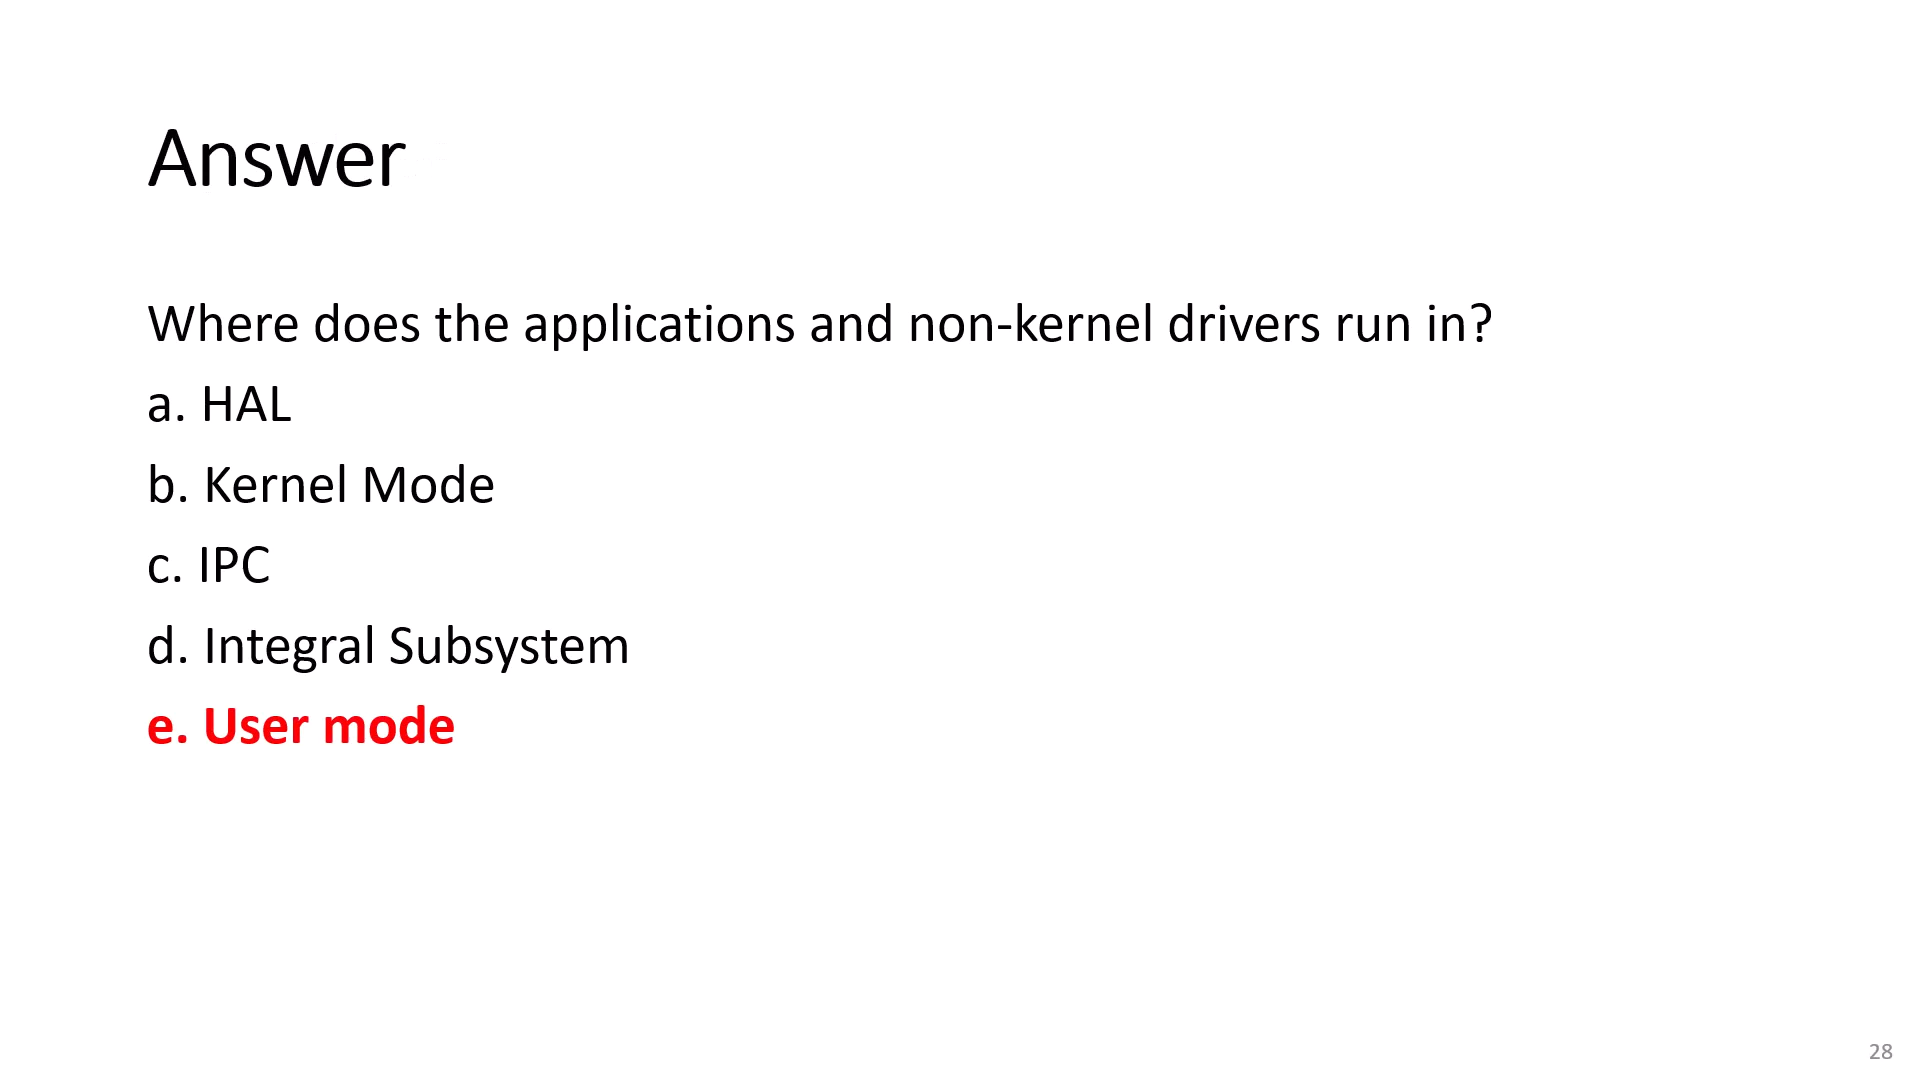 Answer
Where does the applications and non-kernel drivers run in?
a. HAL
b. Kernel Mode
c. IPC
d. Integral Subsystem
e. User mode
28